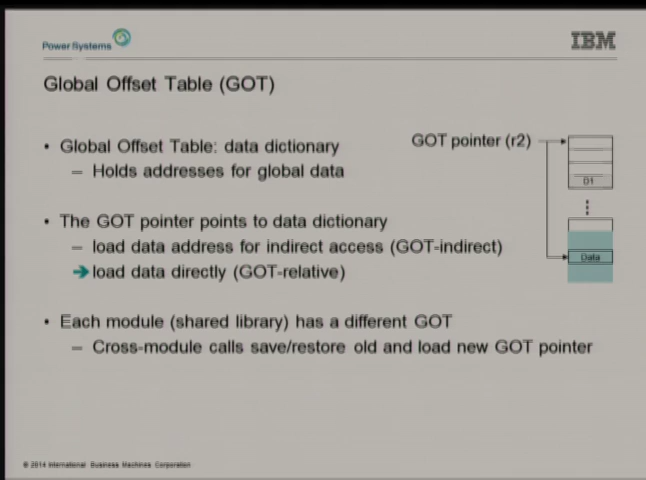 Power Systems
IBM
Global Offset Table (GOT)
• Global Offset Table: data dictionary
– Holds addresses for global data
GOT pointer (r2)
D1
• The GOT pointer points to data dictionary
– load data address for indirect access (GOT-indirect)
➔ load data directly (GOT-relative)
Data
• Each module (shared library) has a different GOT
– Cross-module calls save/restore old and load new GOT pointer
© 2014 International Business Machines Corporation